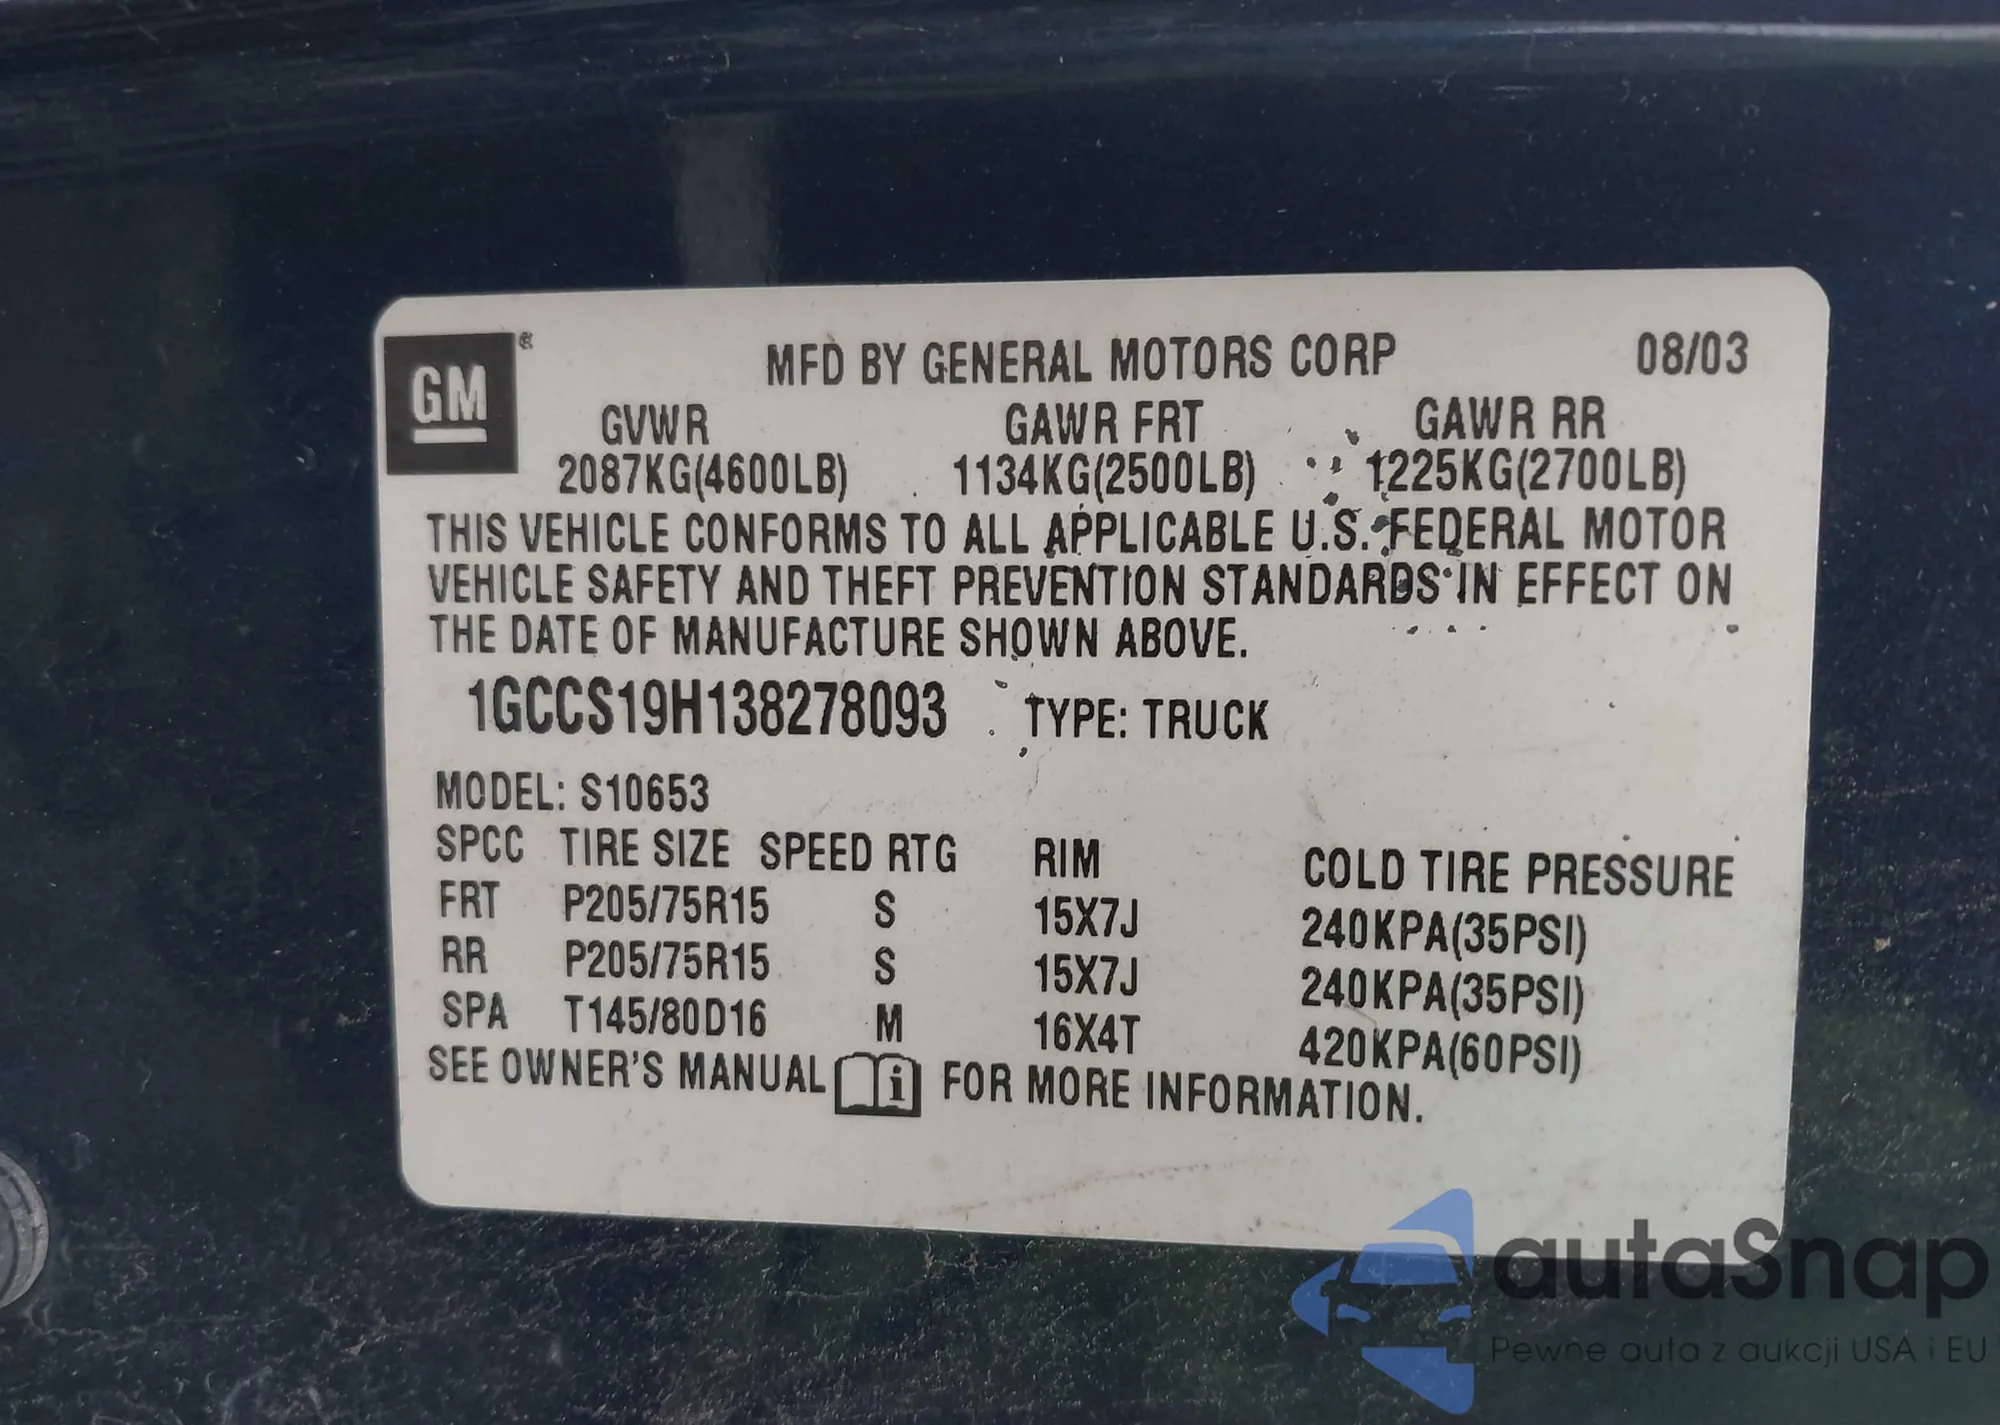 GM®
MFD BY GENERAL MOTORS CORP 08/03
GVWR GAWR FRT GAWR RR
2087KG(4600LB) 1134KG(2500LB) 1225KG(2700LB)
THIS VEHICLE CONFORMS TO ALL APPLICABLE U.S. FEDERAL MOTOR
VEHICLE SAFETY AND THEFT PREVENTION STANDARDS IN EFFECT ON
THE DATE OF MANUFACTURE SHOWN ABOVE.
1GCCS19H138278093 TYPE: TRUCK
MODEL: S10653
SPCC TIRE SIZE SPEED RTG RIM COLD TIRE PRESSURE
FRT P205/75R15 S 15X7J 240KPA(35PSI)
RR P205/75R15 S 15X7J 240KPA(35PSI)
SPA T145/80D16 M 16X4T 420KPA(60PSI)
SEE OWNER'S MANUAL i FOR MORE INFORMATION.
autaSnap
Pewne auta z aukcji USA i EU